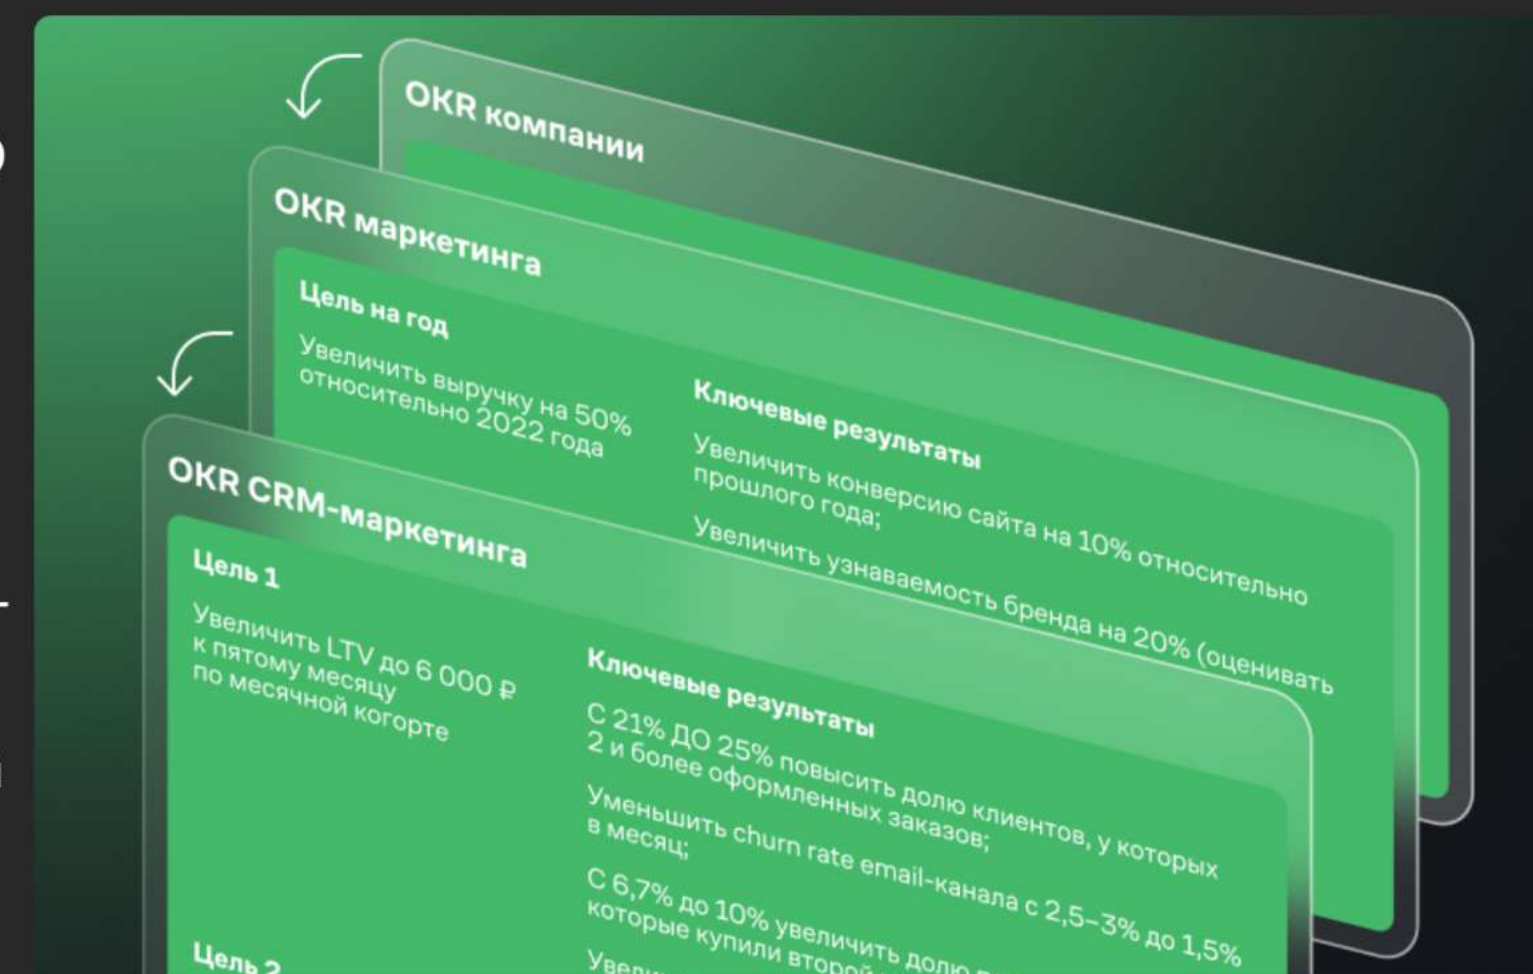 OKR компании
OKR маркетинга
Цель на год
Увеличить выручку на 50%
относительно 2022 года
Ключевые результаты
Увеличить конверсию сайта на 10% относительно
прошлого года;
Увеличить узнаваемость бренда на 20% (оценивать
OKR CRM-маркетинга
Цель 1
Увеличить LTV до 6 000 ₽
к пятому месяцу
по месячной когорте
Ключевые результаты
С 21% ДО 25% повысить долю клиентов, у которых
2 и более оформленных заказов;
Уменьшить churn rate email-канала с 2,5–3% до 1,5%
в месяц;
С 6,7% до 10% увеличить долю
которые купили второй
Цель 2